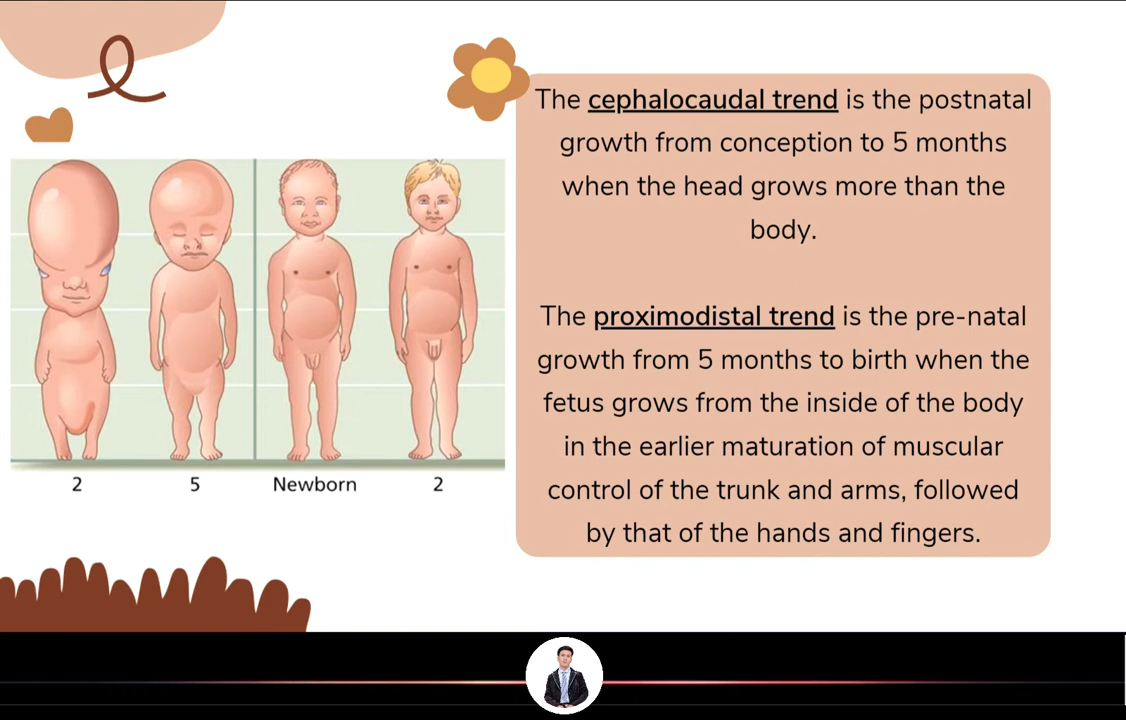 The cephalocaudal trend is the postnatal
growth from conception to 5 months
when the head grows more than the
body.
The proximodistal trend is the pre-natal
growth from 5 months to birth when the
fetus grows from the inside of the body
in the earlier maturation of muscular
control of the trunk and arms, followed
by that of the hands and fingers.
2 5 Newborn 2